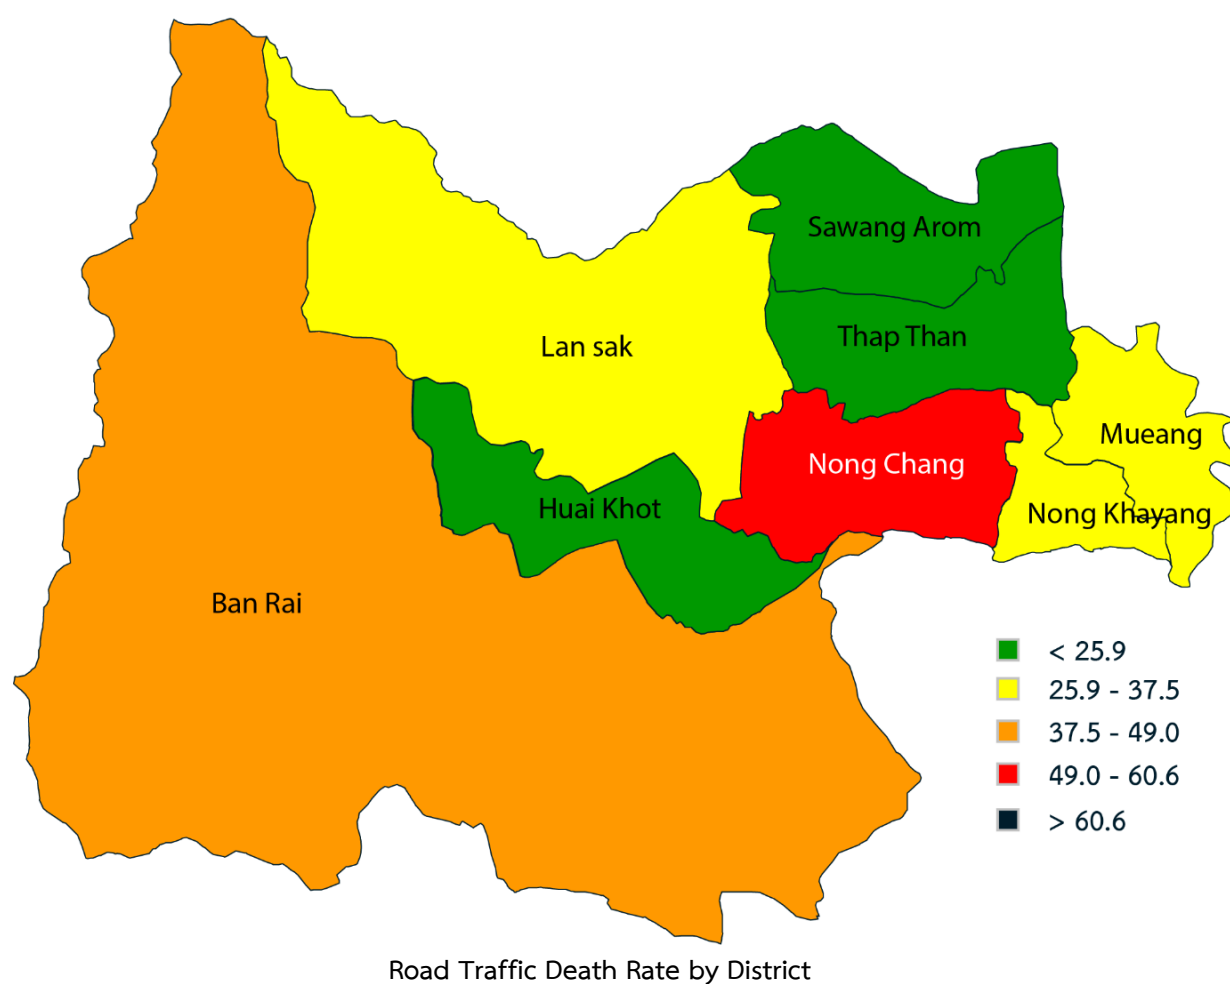 Sawang Arom
Thap Than
Lan sak
Mueang
Nong Chang
Huai Khot
Nong Khayang
Ban Rai
< 25.9
25.9 - 37.5
37.5 - 49.0
49.0 - 60.6
> 60.6
Road Traffic Death Rate by District